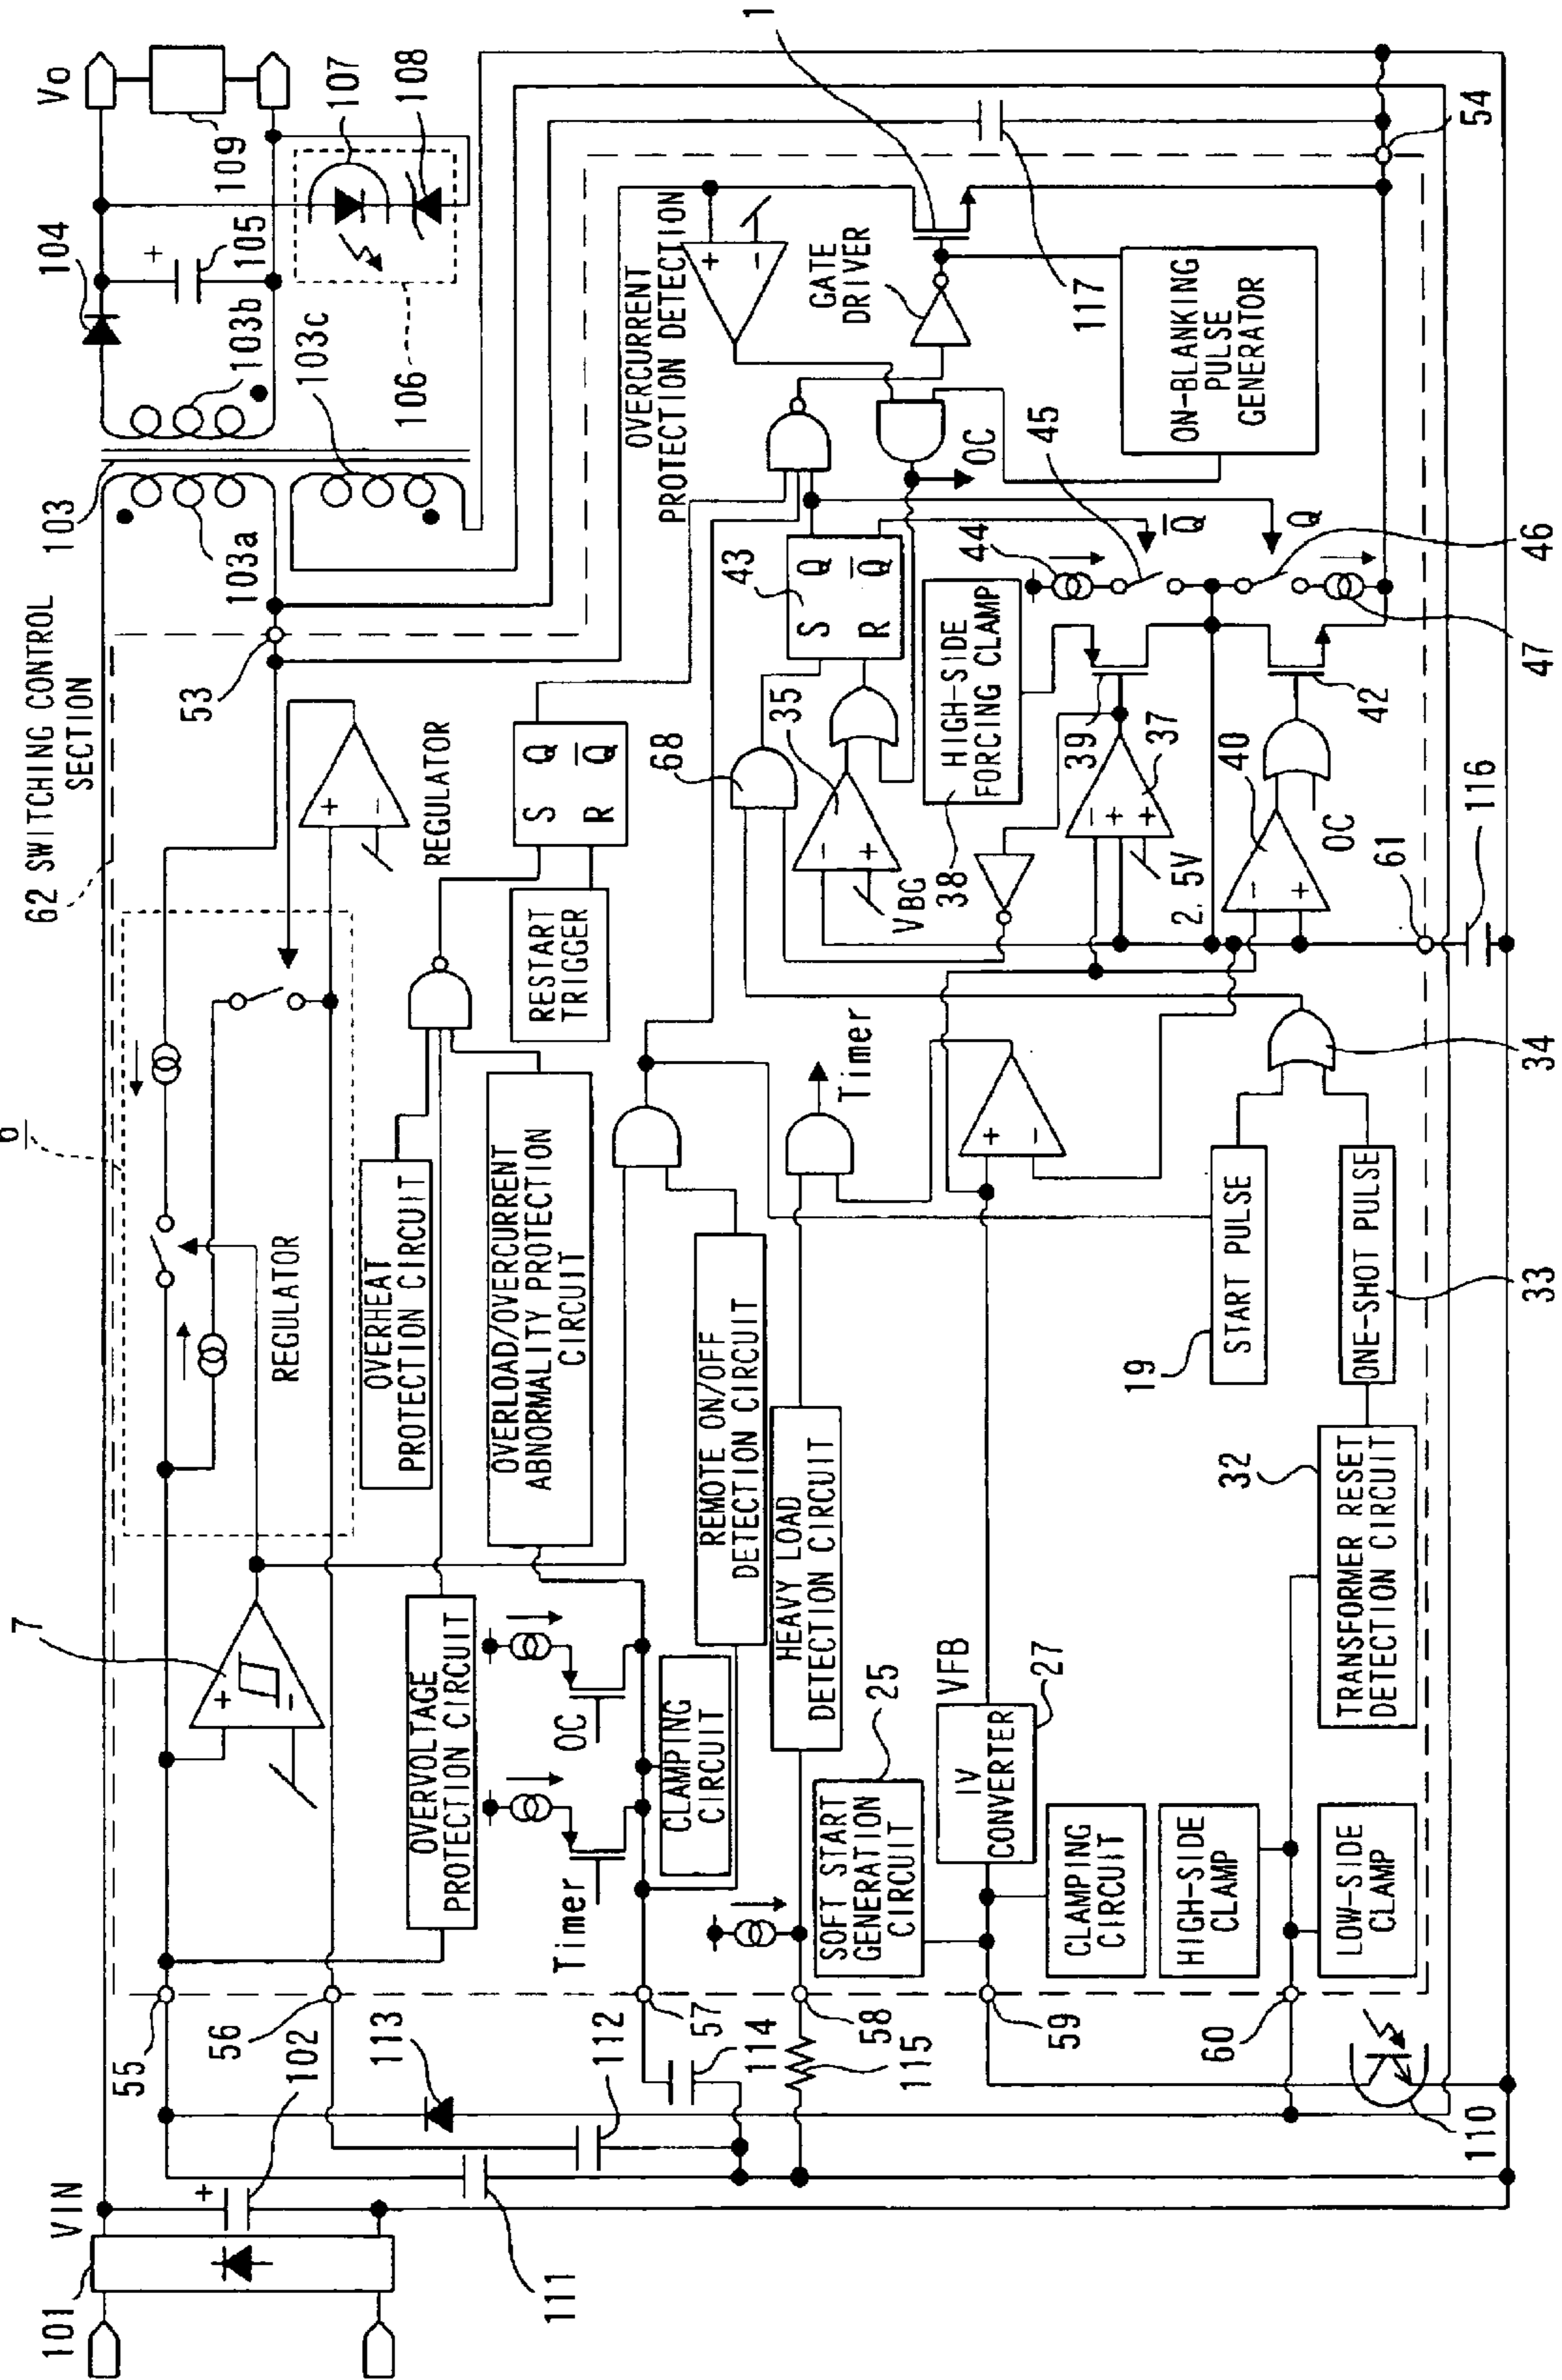 62 SWITCHING CONTROL
SECTION
101
VIN
102
55
56
113
112
57
114
58
115
59
60
110
111
7
6
REGULATOR
REGULATOR
53
103
103a
103b
103c
104
105
106
107
108
109
Vo
OVERHEAT
PROTECTION CIRCUIT
OVERVOLTAGE
PROTECTION CIRCUIT
OVERLOAD/OVERCURRENT
ABNORMALITY PROTECTION
CIRCUIT
RESTART
TRIGGER
S Q
R Q
OC
Timer
CLAMPING
CIRCUIT
REMOTE ON/OFF
DETECTION CIRCUIT
HEAVY LOAD
DETECTION CIRCUIT
Timer
SOFT START
GENERATION
CIRCUIT
25
VFB
IV
CONVERTER
27
CLAMPING
CIRCUIT
HIGH-SIDE
CLAMP
LOW-SIDE
CLAMP
TRANSFORMER RESET
DETECTION CIRCUIT
32
START PULSE
19
ONE-SHOT PULSE
33
34
68
35
VBG
38
HIGH-SIDE
FORCING CLAMP
39
37
2.5V
40
OC
42
61
116
43
S Q
R Q
44
45
Q
Q
46
47
OVERCURRENT
PROTECTION DETECTION
OC
GATE
DRIVER
ON-BLANKING
PULSE
GENERATOR
117
1
54
+
-
+
-
+
-
+
-
-
+
-
+
+
-
+
+
-
+
+